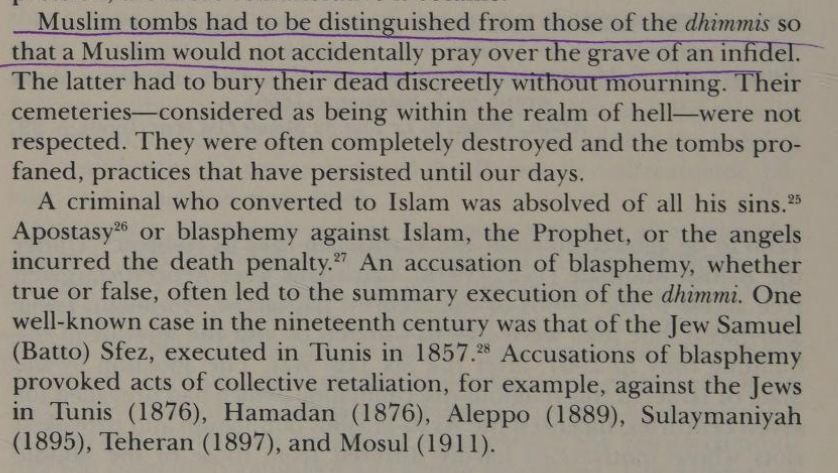 Muslim tombs had to be distinguished from those of the dhimmis so
that a Muslim would not accidentally pray over the grave of an infidel.
The latter had to bury their dead discreetly without mourning. Their
cemeteries—considered as being within the realm of hell—were not
respected. They were often completely destroyed and the tombs pro-
faned, practices that have persisted until our days.
A criminal who converted to Islam was absolved of all his sins.²⁵
Apostasy²⁶ or blasphemy against Islam, the Prophet, or the angels
incurred the death penalty.²⁷ An accusation of blasphemy, whether
true or false, often led to the summary execution of the dhimmi. One
well-known case in the nineteenth century was that of the Jew Samuel
(Batto) Sfez, executed in Tunis in 1857.²⁸ Accusations of blasphemy
provoked acts of collective retaliation, for example, against the Jews
in Tunis (1876), Hamadan (1876), Aleppo (1889), Sulaymaniyah
(1895), Teheran (1897), and Mosul (1911).